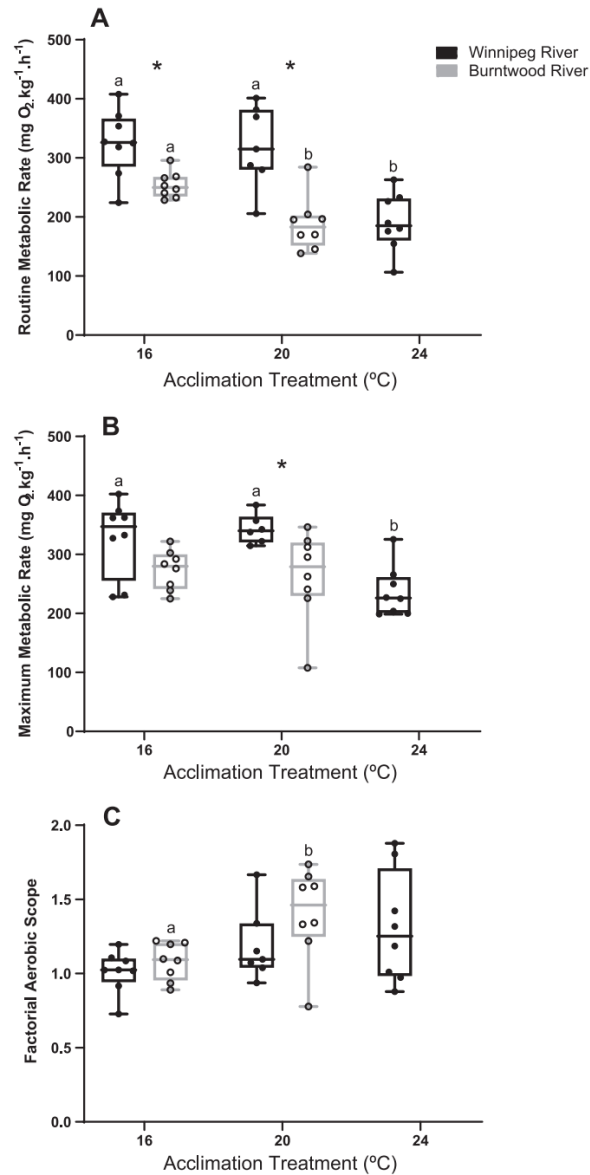 A
500
400
300
200
100
0
Routine Metabolic Rate (mg O2.kg-1.h-1)
a
*
a
a
*
b
b
Winnipeg River
Burntwood River
16
20
24
Acclimation Treatment (ºC)
B
500
400
300
200
100
0
Maximum Metabolic Rate (mg O2.kg-1.h-1)
a
a
*
b
16
20
24
Acclimation Treatment (ºC)
C
2.0
1.5
1.0
0.5
0.0
Factorial Aerobic Scope
a
b
16
20
24
Acclimation Treatment (ºC)